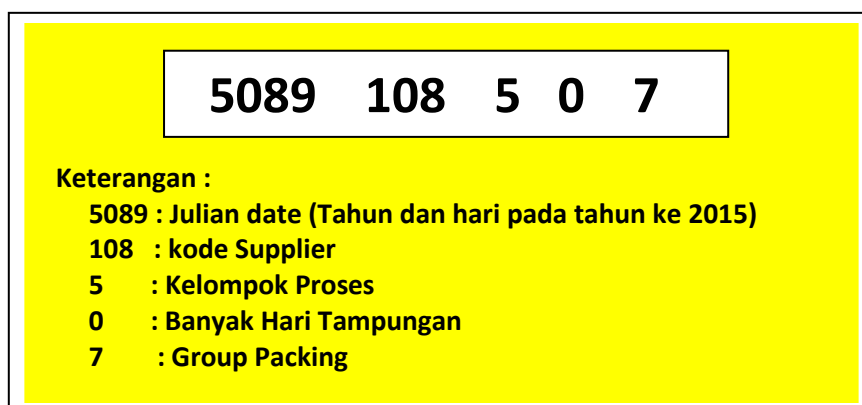 5089 108 5 0 7
Keterangan :
5089 : Julian date (Tahun dan hari pada tahun ke 2015)
108 : kode Supplier
5 : Kelompok Proses
0 : Banyak Hari Tampungan
7 : Group Packing